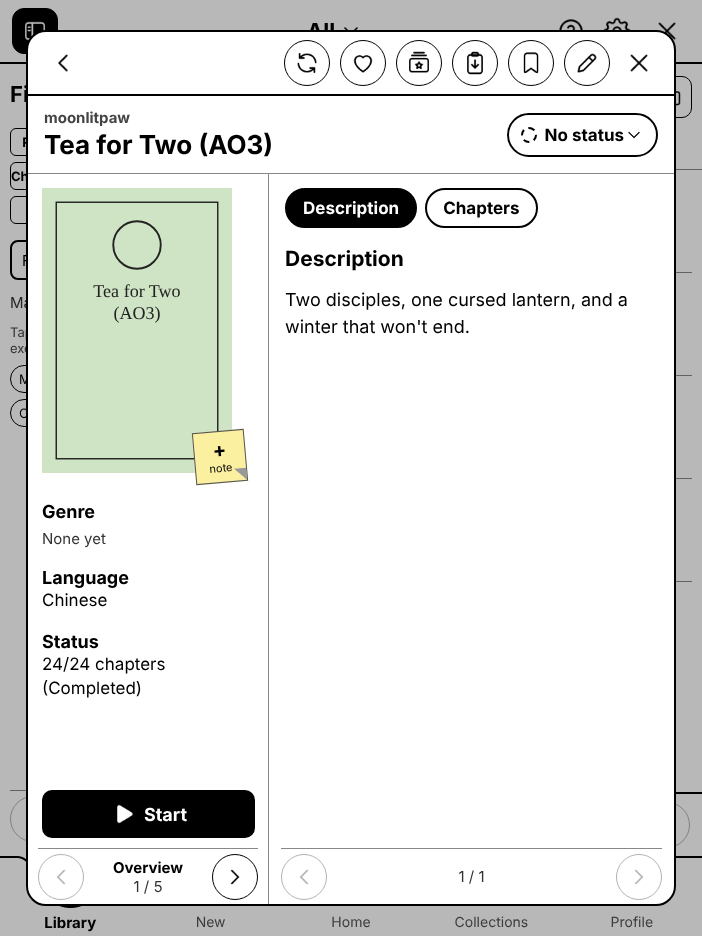 moonlitpaw
Tea for Two (AO3)
No status
Tea for Two
(AO3)
+
note
Genre
None yet
Language
Chinese
Status
24/24 chapters
(Completed)
Start
Overview
1 / 5
Description
Chapters
Description
Two disciples, one cursed lantern, and a
winter that won't end.
1 / 1
Library
New
Home
Collections
Profile